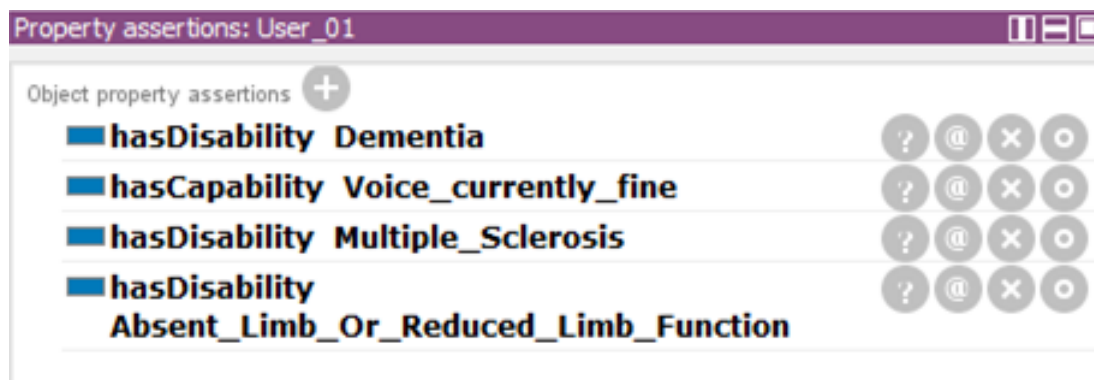 Property assertions: User_01
Object property assertions
hasDisability Dementia
hasCapability Voice_currently_fine
hasDisability Multiple_Sclerosis
hasDisability
Absent_Limb_Or_Reduced_Limb_Function